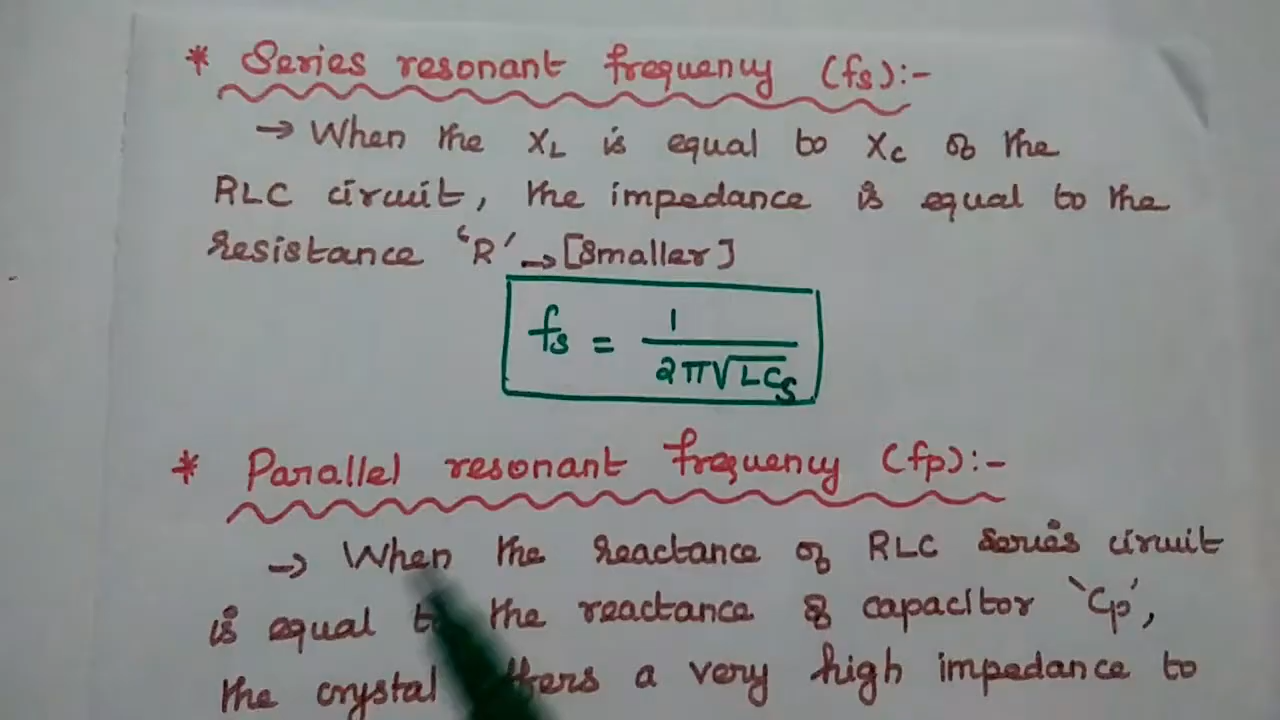 * Series resonant frequency (fs):-
→ When the XL is equal to Xc of the
RLC circuit, the impedance is equal to the
resistance 'R' → [smaller]
fs = 1 / 2π√LCs
* Parallel resonant frequency (fp):-
→ When the reactance of RLC series circuit
is equal the reactance of capacitor 'Cp',
the crystal a very high impedance to